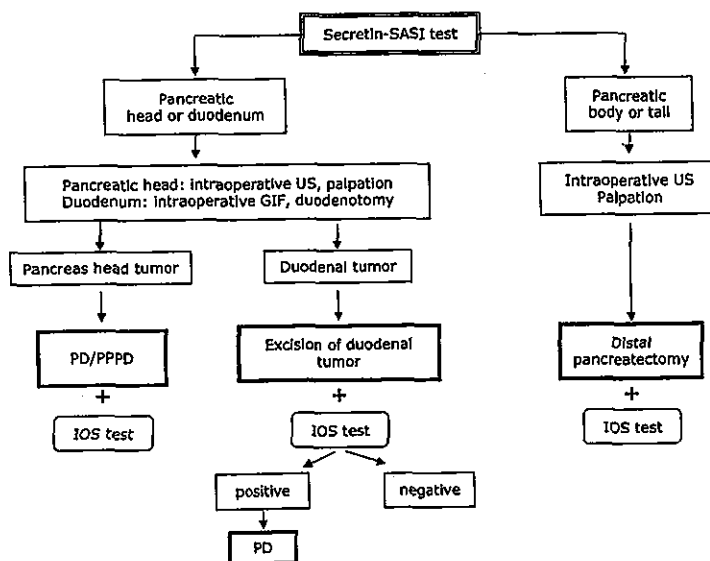 Secretin-SASI test
Pancreatic
head or duodenum
Pancreatic
body or tail
Pancreatic head: intraoperative US, palpation
Duodenum: intraoperative GIF, duodenotomy
Intraoperative US
Palpation
Pancreas head tumor
Duodenal tumor
PD/PPPD
+
IOS test
Excision of duodenal
tumor
+
IOS test
Distal
pancreatectomy
+
IOS test
positive
negative
PD